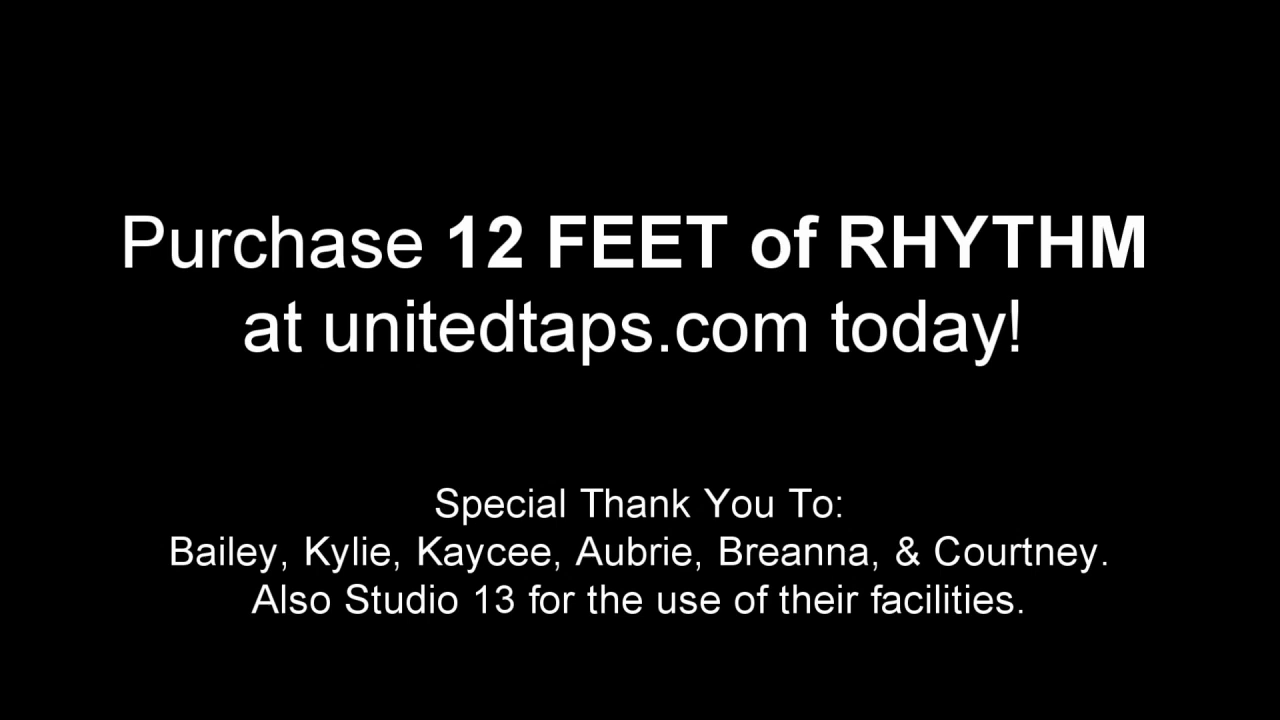 Purchase 12 FEET of RHYTHM
at unitedtaps.com today!
Special Thank You To:
Bailey, Kylie, Kaycee, Aubrie, Breanna, & Courtney.
Also Studio 13 for the use of their facilities.